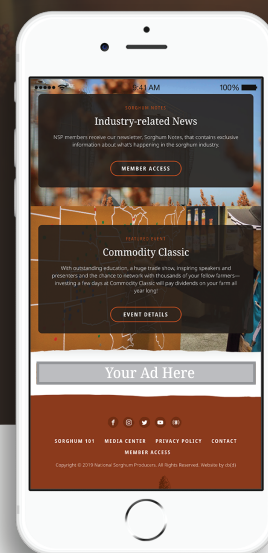 9:41 AM 100%
SORGHUM NOTES
Industry-related News
NSP members receive our newsletter, Sorghum Notes, that contains exclusive
information about what's happening in the sorghum industry.
MEMBER ACCESS
FEATURED EVENT
Commodity Classic
With outstanding education, a huge trade show, inspiring speakers and
presenters and the chance to network with thousands of your fellow farmers—
investing a few days at Commodity Classic will pay dividends on your farm all
year long!
EVENT DETAILS
Your Ad Here
SORGHUM 101 MEDIA CENTER PRIVACY POLICY CONTACT
MEMBER ACCESS
Copyright © 2019 National Sorghum Producers. All Rights Reserved. Website by